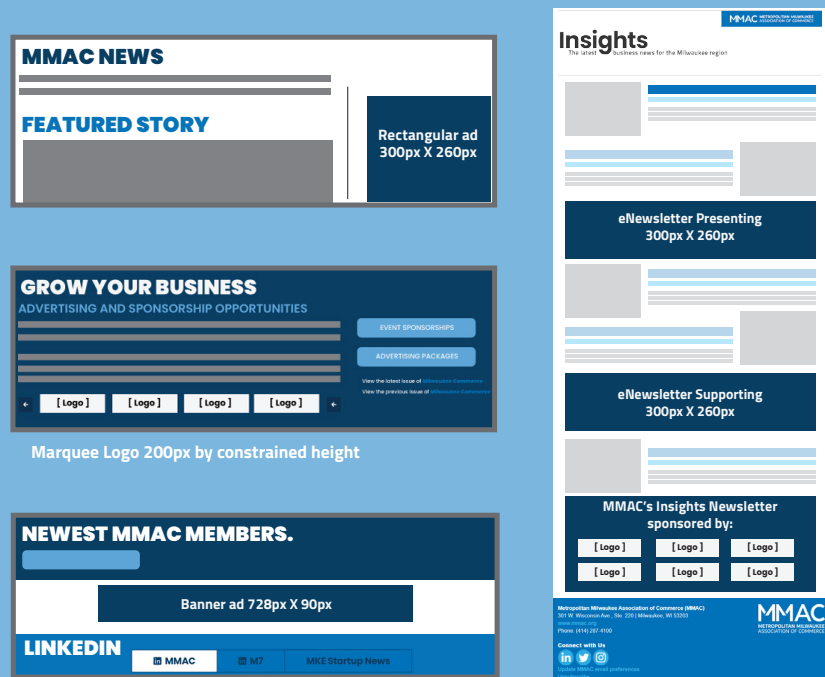 MMAC NEWS
FEATURED STORY
Rectangular ad
300px X 260px
GROW YOUR BUSINESS
ADVERTISING AND SPONSORSHIP OPPORTUNITIES
EVENT SPONSORSHIPS
ADVERTISING PACKAGES
View the latest issue of Milwaukee Commerce
View the previous issue of Milwaukee Commerce
[ Logo ] [ Logo ] [ Logo ] [ Logo ]
Marquee Logo 200px by constrained height
NEWEST MMAC MEMBERS.
Banner ad 728px X 90px
LINKEDIN
in MMAC
in M7
MKE Startup News
MMAC METROPOLITAN MILWAUKEE
ASSOCIATION OF COMMERCE
Insights
The latest business news for the Milwaukee region
eNewsletter Presenting
300px X 260px
eNewsletter Supporting
300px X 260px
MMAC's Insights Newsletter
sponsored by:
[ Logo ] [ Logo ] [ Logo ]
[ Logo ] [ Logo ] [ Logo ]
Metropolitan Milwaukee Association of Commerce (MMAC)
301 W. Wisconsin Ave., Ste. 220 | Milwaukee, WI 53203
www.mmac.org
Phone: (414) 287-4100
Connect with Us
in
Update MMAC email preferences
MMAC
METROPOLITAN MILWAUKEE
ASSOCIATION OF COMMERCE